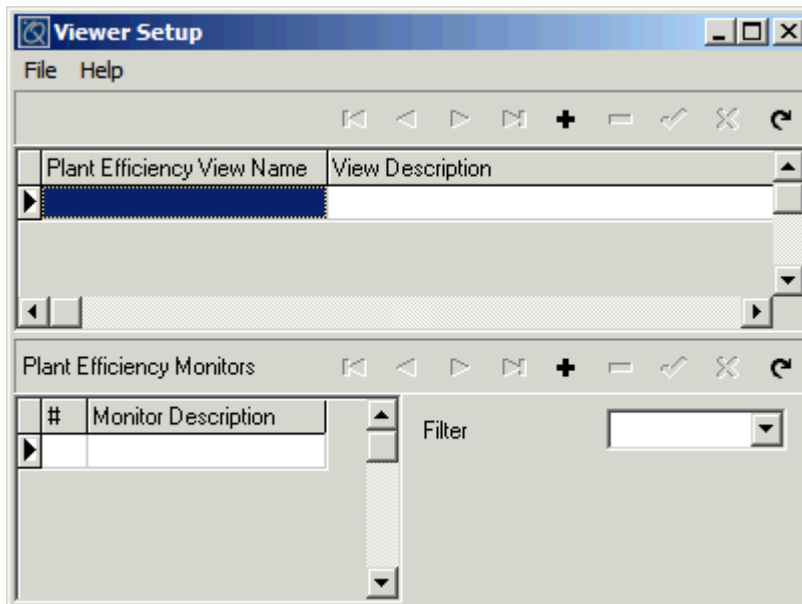 Viewer Setup
File Help
Plant Efficiency View Name View Description
Plant Efficiency Monitors
# Monitor Description
Filter